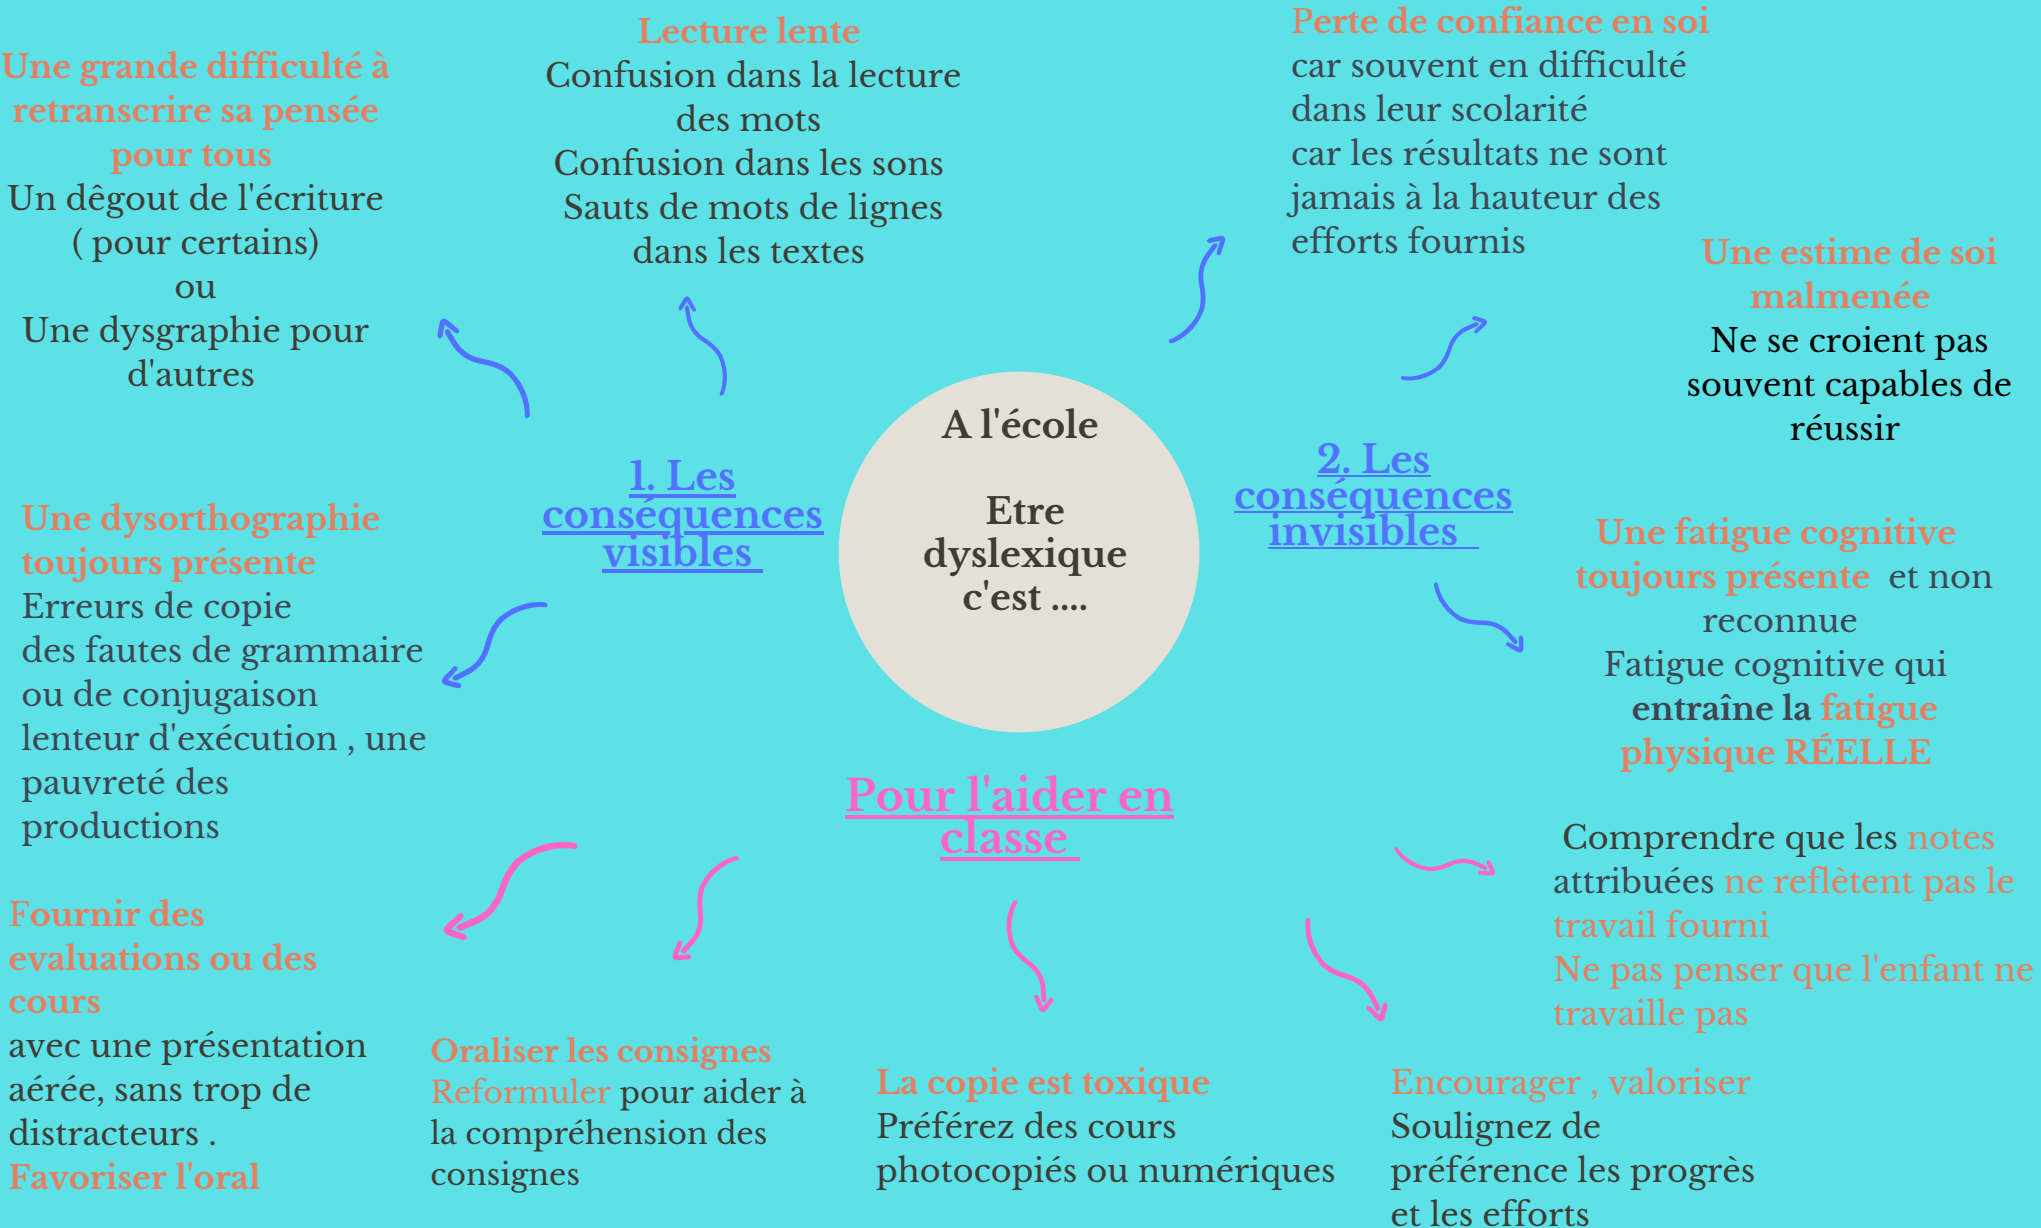 A l'école
Etre
dyslexique
c'est ....
1. Les
conséquences
visibles
Une grande difficulté à
retranscrire sa pensée
pour tous
Un dêgout de l'écriture
( pour certains)
ou
Une dysgraphie pour
d'autres
Lecture lente
Confusion dans la lecture
des mots
Confusion dans les sons
Sauts de mots de lignes
dans les textes
Une dysorthographie
toujours présente
Erreurs de copie
des fautes de grammaire
ou de conjugaison
lenteur d'exécution , une
pauvreté des
productions
2. Les
conséquences
invisibles
Perte de confiance en soi
car souvent en difficulté
dans leur scolarité
car les résultats ne sont
jamais à la hauteur des
efforts fournis
Une estime de soi
malmenée
Ne se croient pas
souvent capables de
réussir
Une fatigue cognitive
toujours présente et non
reconnue
Fatigue cognitive qui
entraîne la fatigue
physique RÉELLE
Pour l'aider en
classe
Fournir des
evaluations ou des
cours
avec une présentation
aérée, sans trop de
distracteurs .
Favoriser l'oral
Oraliser les consignes
Reformuler pour aider à
la compréhension des
consignes
La copie est toxique
Préférez des cours
photocopiés ou numériques
Encourager , valoriser
Soulignez de
préférence les progrès
et les efforts
Comprendre que les notes
attribuées ne reflètent pas le
travail fourni
Ne pas penser que l'enfant ne
travaille pas